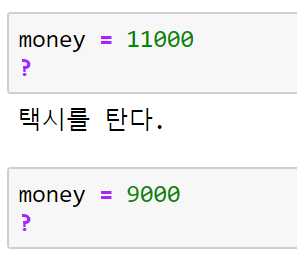 money = 11000
?
택시를 탄다.
money = 9000
?